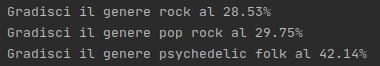 Gradisci il genere rock al 28.53%
Gradisci il genere pop rock al 29.75%
Gradisci il genere psychedelic folk al 42.14%